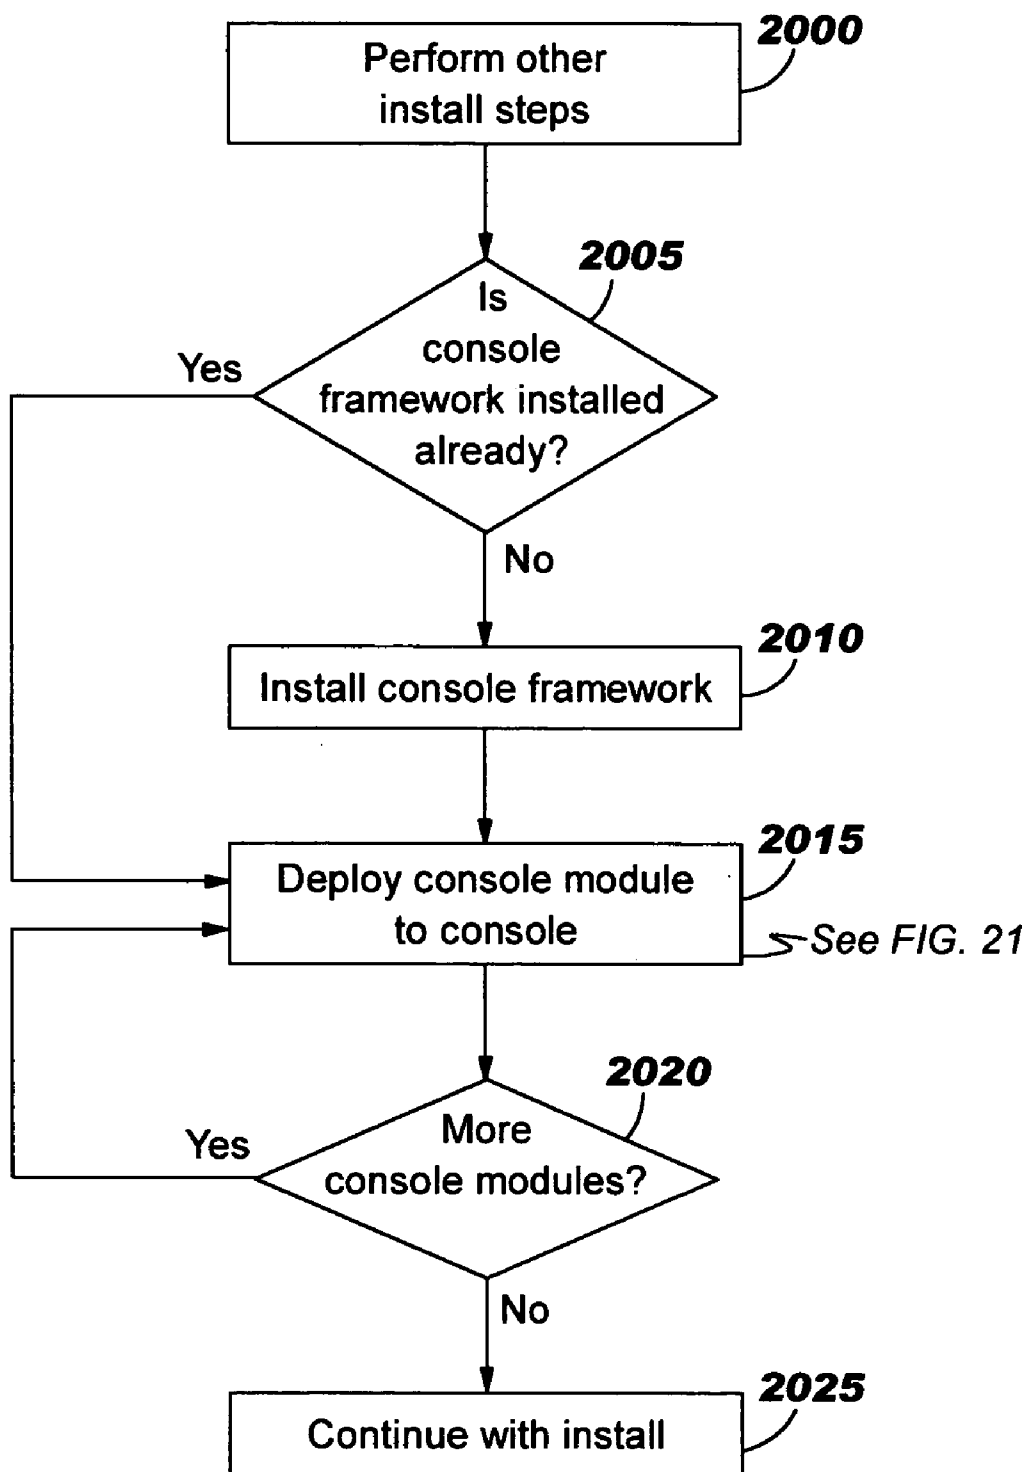 2000
Perform other
install steps
2005
Is
console
framework installed
already?
Yes
No
2010
Install console framework
2015
Deploy console module
to console
See FIG. 21
2020
More
console modules?
Yes
No
2025
Continue with install